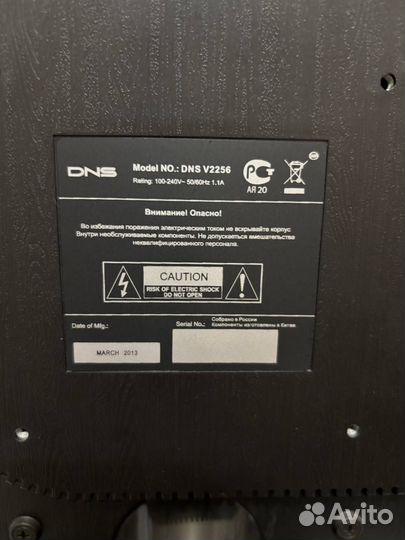 DNS
Model NO.: DNS V2256
Rating: 100-240V~ 50/60Hz 1.1A
АЯ 20
Внимание! Опасно!
Во избежания поражения электрическим током не вскрывайте корпус
Внутри необслуживаемые компоненты. Не допускается вмешательства
неквалифицированного персонала.
CAUTION
RISK OF ELECTRIC SHOCK
DO NOT OPEN
Date of Mfg.:
MARCH 2013
Serial No.:
Собрано в России
Компоненты изготовлены в Китае
Avito